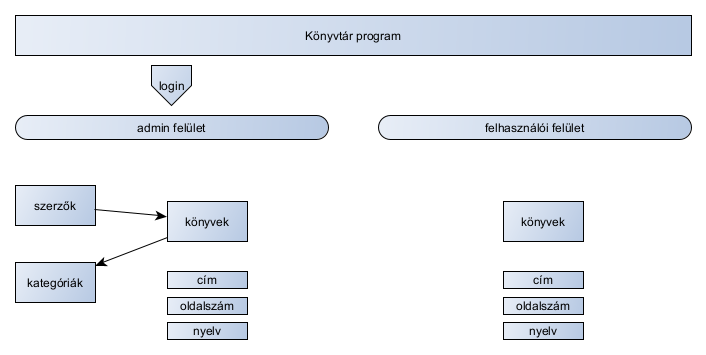 Könyvtár program
login
admin felület
felhasználói felület
szerzők
könyvek
könyvek
kategóriák
cím
cím
oldalszám
oldalszám
nyelv
nyelv